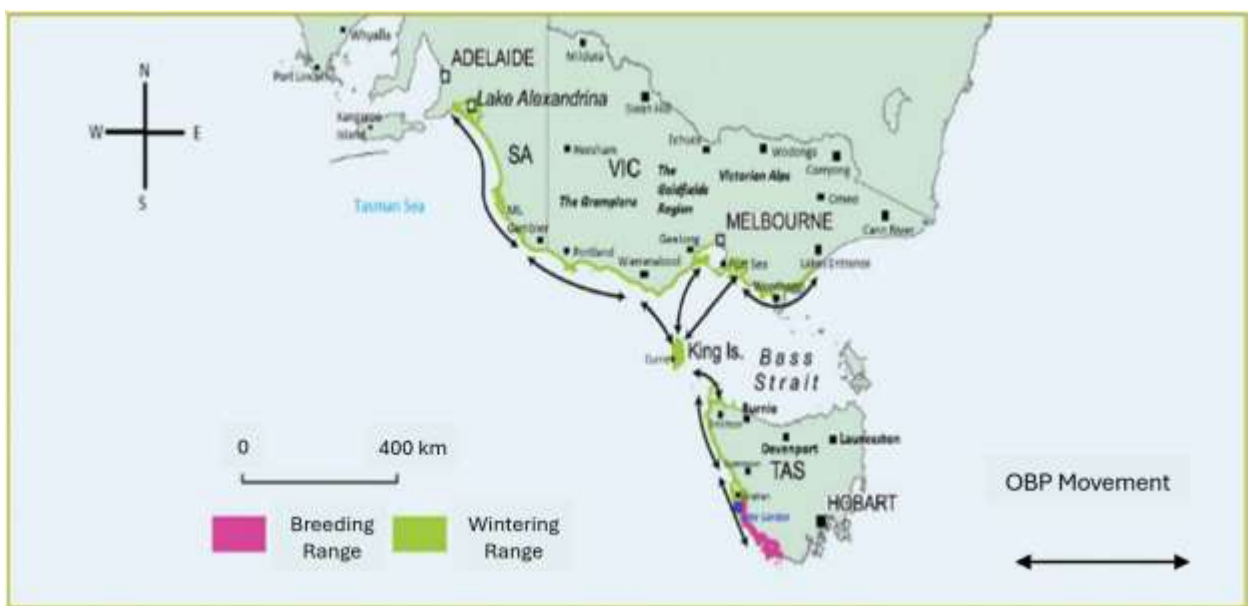 Whyalla
Port Lincoln
ADELAIDE
Mildura
Kangaroo
Island
Lake Alexandrina
Swan Hill
N
W
E
S
SA
Horsham
VIC
Echuca
Wodonga
Corryong
The
Goldfields
Region
Victorian Alps
The Grampians
Omeo
Tasman Sea
Mt.
Gambier
MELBOURNE
Cann River
Geelong
Portland
Warrnambool
Lakes Entrance
King Is.
Currie
Bass
Strait
Burnie
Devenport
Launceston
TAS
HOBART
0
400 km
Breeding
Range
Wintering
Range
OBP Movement